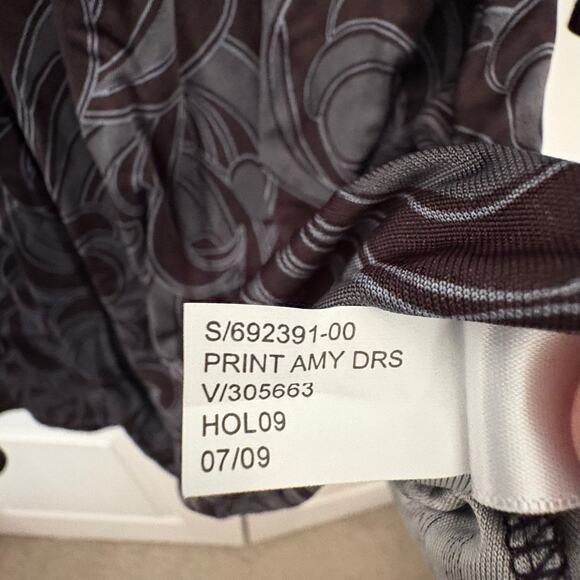 S/692391-00
PRINT AMY DRS
V/305663
HOL09
07/09